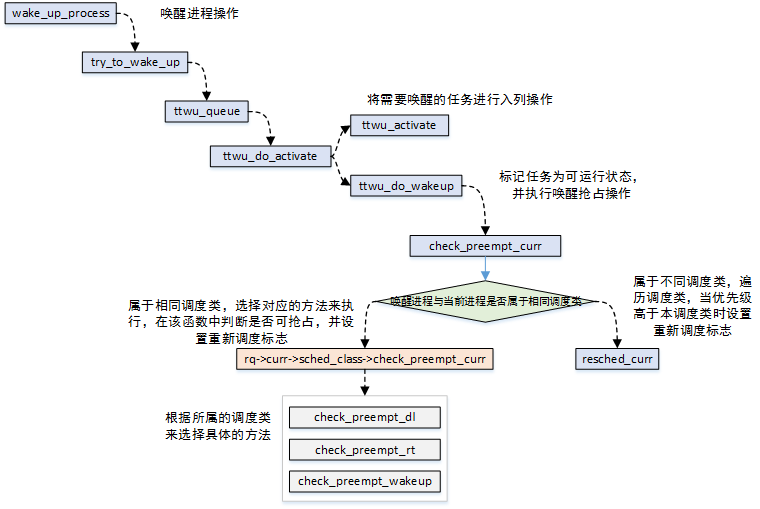 wake_up_process
唤醒进程操作
try_to_wake_up
ttwu_queue
将需要唤醒的任务进行入列操作
ttwu_activate
ttwu_do_activate
ttwu_do_wakeup
标记任务为可运行状态，
并执行唤醒抢占操作
check_preempt_curr
唤醒进程与当前进程是否属于相同调度类
属于相同调度类，选择对应的方法来执
行，在该函数中判断是否可抢占，并设
置重新调度标志
属于不同调度类，遍
历调度类，当优先级
高于本调度类时设置
重新调度标志
rq->curr->sched_class->check_preempt_curr
resched_curr
根据所属的调度类
来选择具体的方法
check_preempt_dl
check_preempt_rt
check_preempt_wakeup